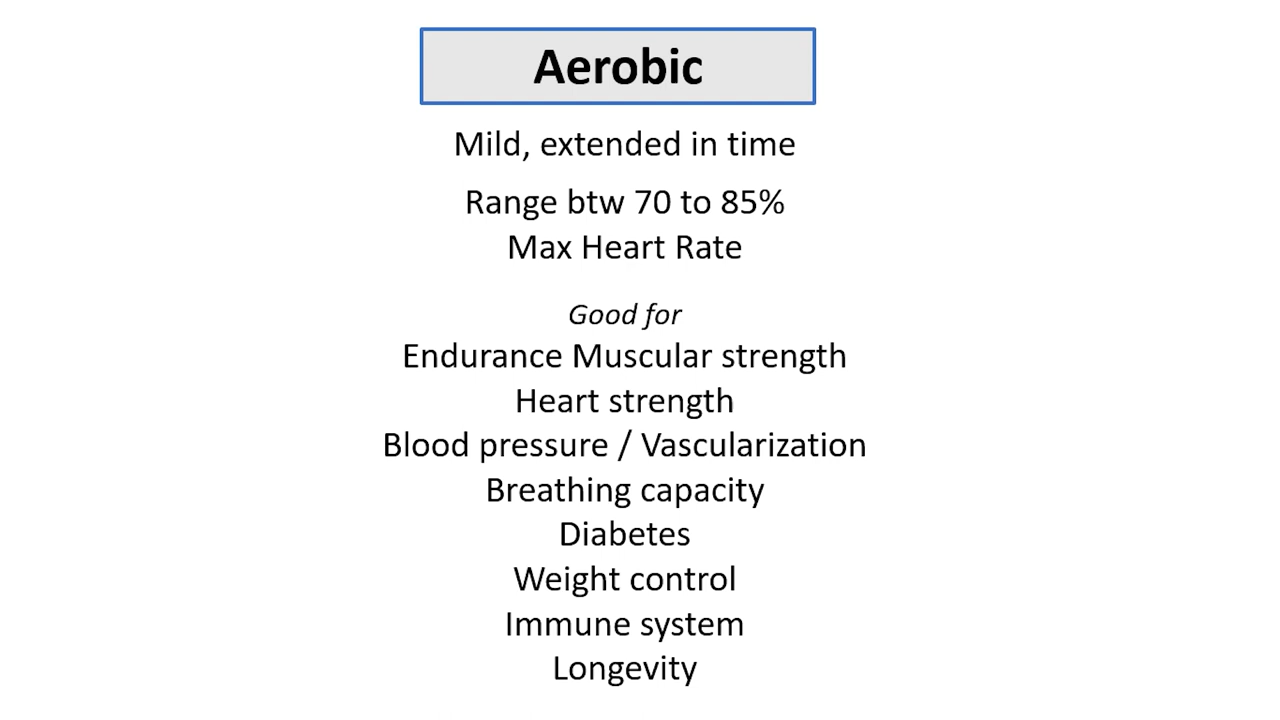 Aerobic
Mild, extended in time
Range btw 70 to 85%
Max Heart Rate
Good for
Endurance Muscular strength
Heart strength
Blood pressure / Vascularization
Breathing capacity
Diabetes
Weight control
Immune system
Longevity